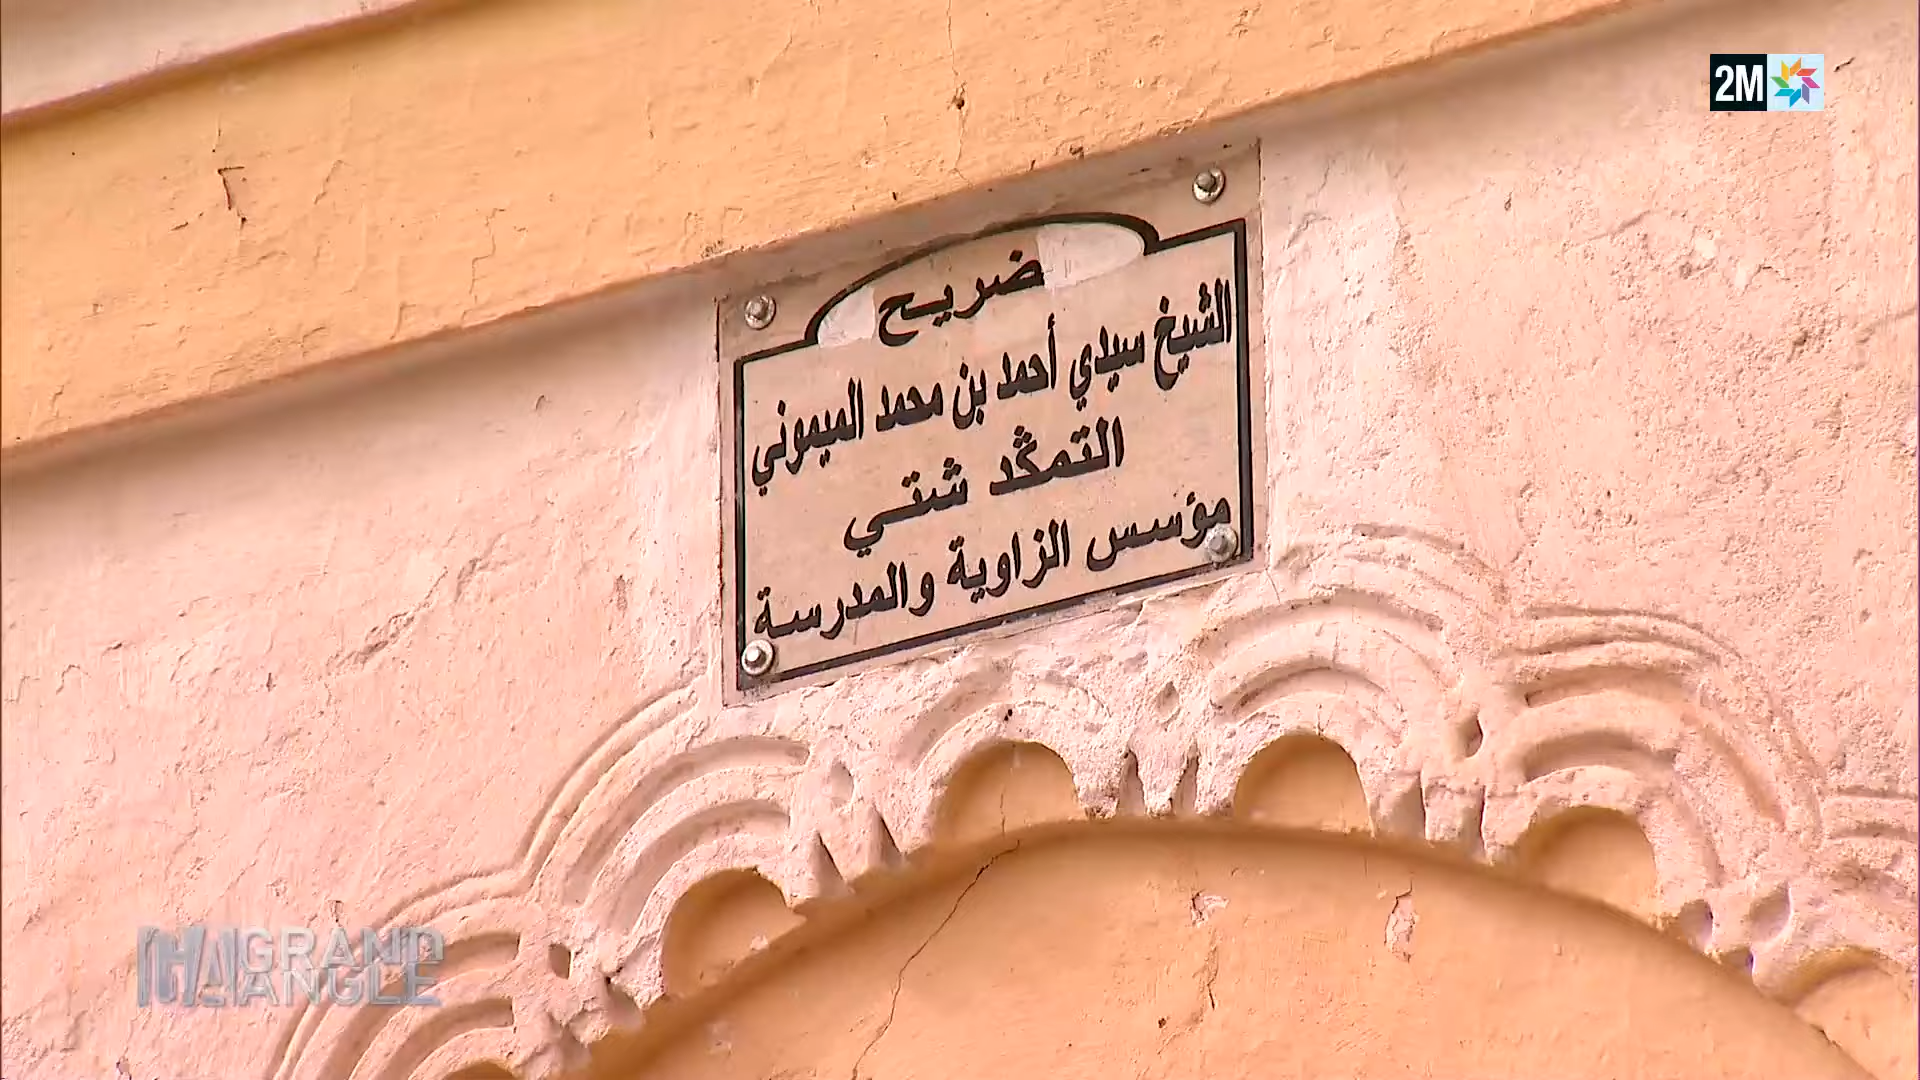 2M
ضريح
الشيخ سيدي أحمد بن محمد الميموني
التمڭد شتي
مؤسس الزاوية والمدرسة
GRAND
ANGLE